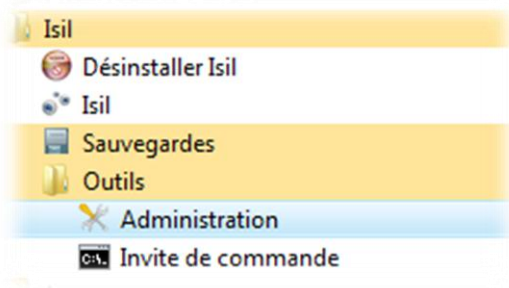 Isil
Désinstaller Isil
Isil
Sauvegardes
Outils
Administration
C:\.
Invite de commande